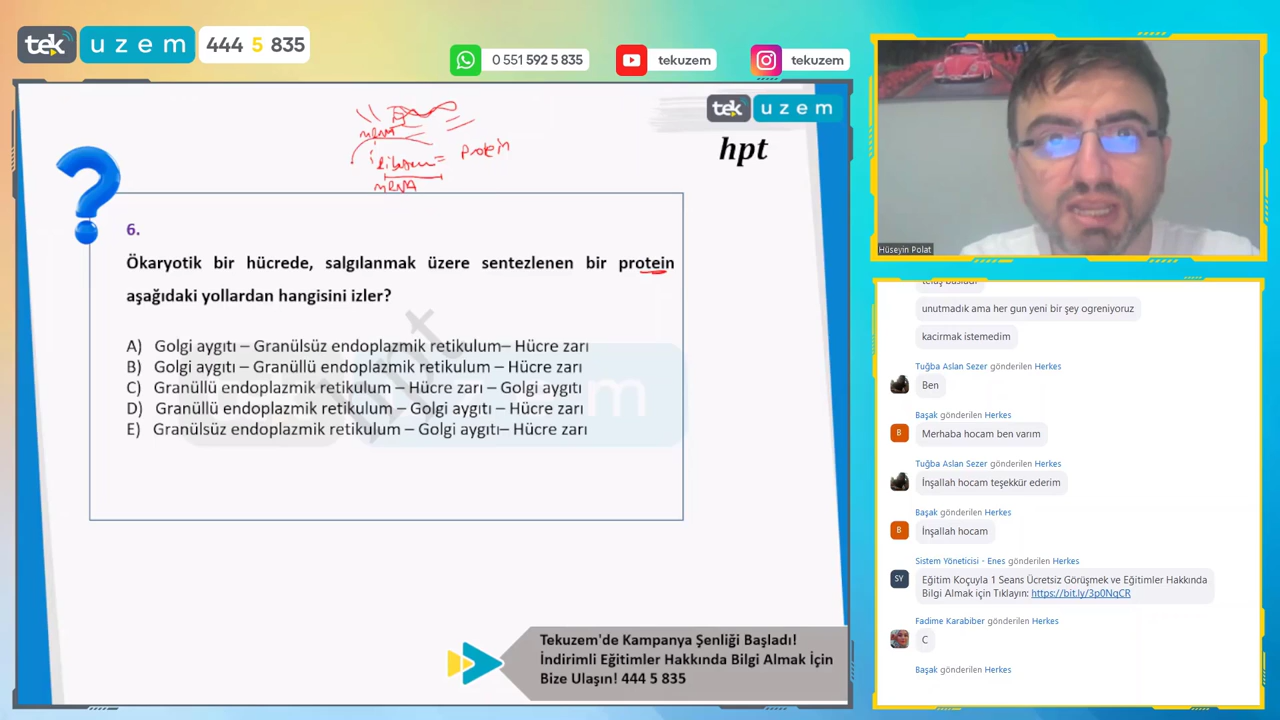 tek uzem 444 5 835
0 551 592 5 835
tekuzem
tekuzem
tek uzem
hpt
mRNA
Protein
mRNA
6.
Ökaryotik bir hücrede, salgılanmak üzere sentezlenen bir protein
aşağıdaki yollardan hangisini izler?
A) Golgi aygıtı – Granülsüz endoplazmik retikulum– Hücre zarı
B) Golgi aygıtı – Granüllü endoplazmik retikulum – Hücre zarı
C) Granüllü endoplazmik retikulum – Hücre zarı – Golgi aygıtı
D) Granüllü endoplazmik retikulum – Golgi aygıtı – Hücre zarı
E) Granülsüz endoplazmik retikulum – Golgi aygıtı– Hücre zarı
hpt
Tekuzem'de Kampanya Şenliği Başladı!
İndirimli Eğitimler Hakkında Bilgi Almak İçin
Bize Ulaşın! 444 5 835
Hüseyin Polat
telaş başladı
unutmadık ama her gun yeni bir şey ogreniyoruz
kacirmak istemedim
Tuğba Aslan Sezer gönderilen Herkes
Ben
Başak gönderilen Herkes
B
Merhaba hocam ben varım
Tuğba Aslan Sezer gönderilen Herkes
İnşallah hocam teşekkür ederim
Başak gönderilen Herkes
B
İnşallah hocam
Sistem Yöneticisi - Enes gönderilen Herkes
SY
Eğitim Koçuyla 1 Seans Ücretsiz Görüşmek ve Eğitimler Hakkında
Bilgi Almak için Tıklayın: https://bit.ly/3p0NqCR
Fadime Karabiber gönderilen Herkes
C
Başak gönderilen Herkes